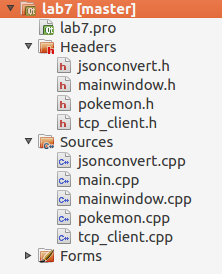 lab7 [master]
lab7.pro
Headers
jsonconvert.h
mainwindow.h
pokemon.h
tcp_client.h
Sources
jsonconvert.cpp
main.cpp
mainwindow.cpp
pokemon.cpp
tcp_client.cpp
Forms